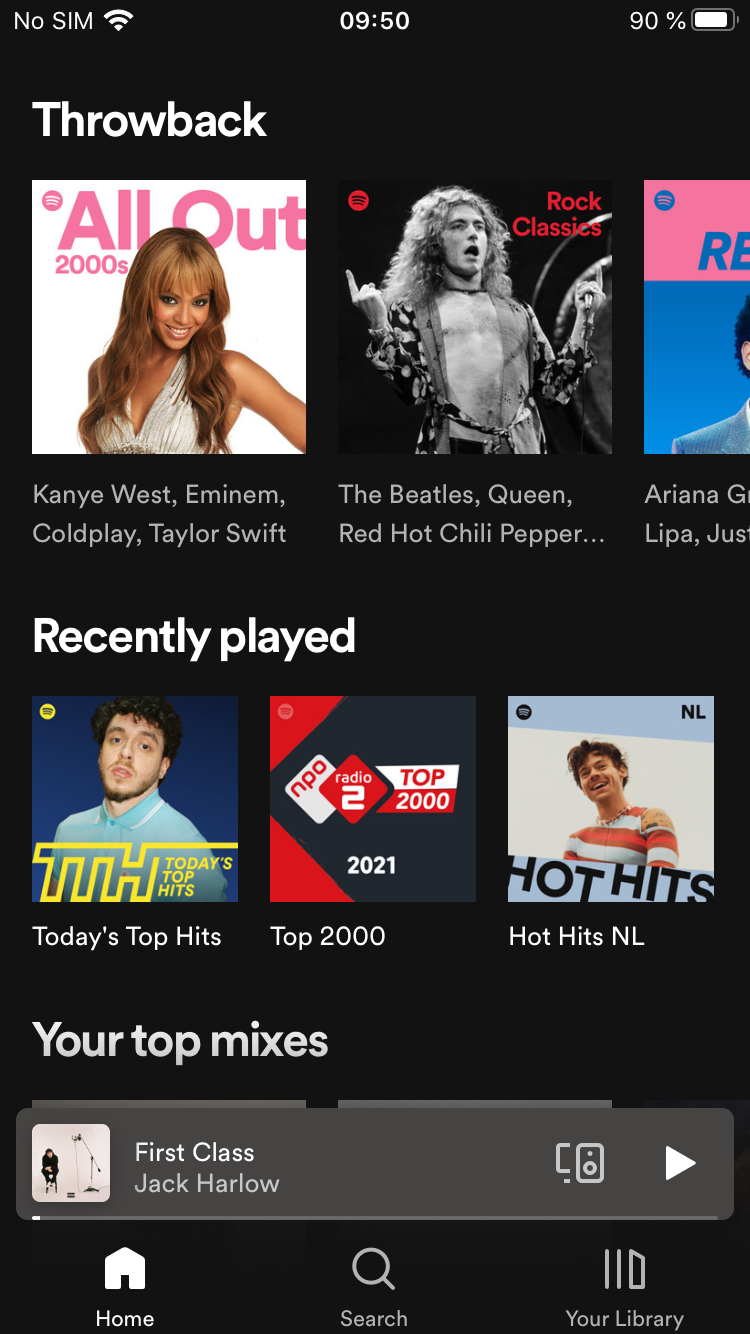 No SIM 09:50 90 %
Throwback
All Out
2000s
Rock
Classics
RE
Kanye West, Eminem,
Coldplay, Taylor Swift
The Beatles, Queen,
Red Hot Chili Pepper...
Ariana Gr
Lipa, Just
Recently played
TTH TODAY'S
TOP
HITS
npo
radio
2
TOP
2000
2021
NL
HOT HITS
Today's Top Hits
Top 2000
Hot Hits NL
Your top mixes
First Class
Jack Harlow
Home
Search
Your Library